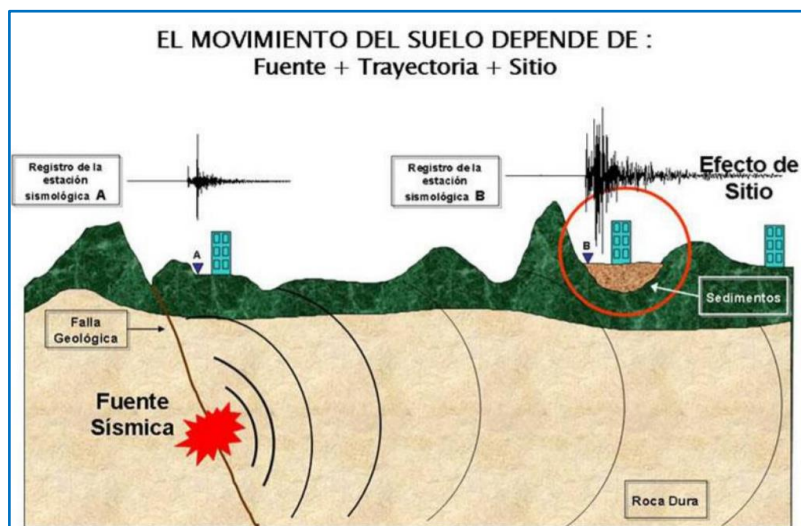 EL MOVIMIENTO DEL SUELO DEPENDE DE :
Fuente + Trayectoria + Sitio
Registro de la
estación
sismológica A
Registro de la
estación
sismológica B
Efecto de
Sitio
A
B
Sedimentos
Falla
Geológica
Fuente
Sísmica
Roca Dura